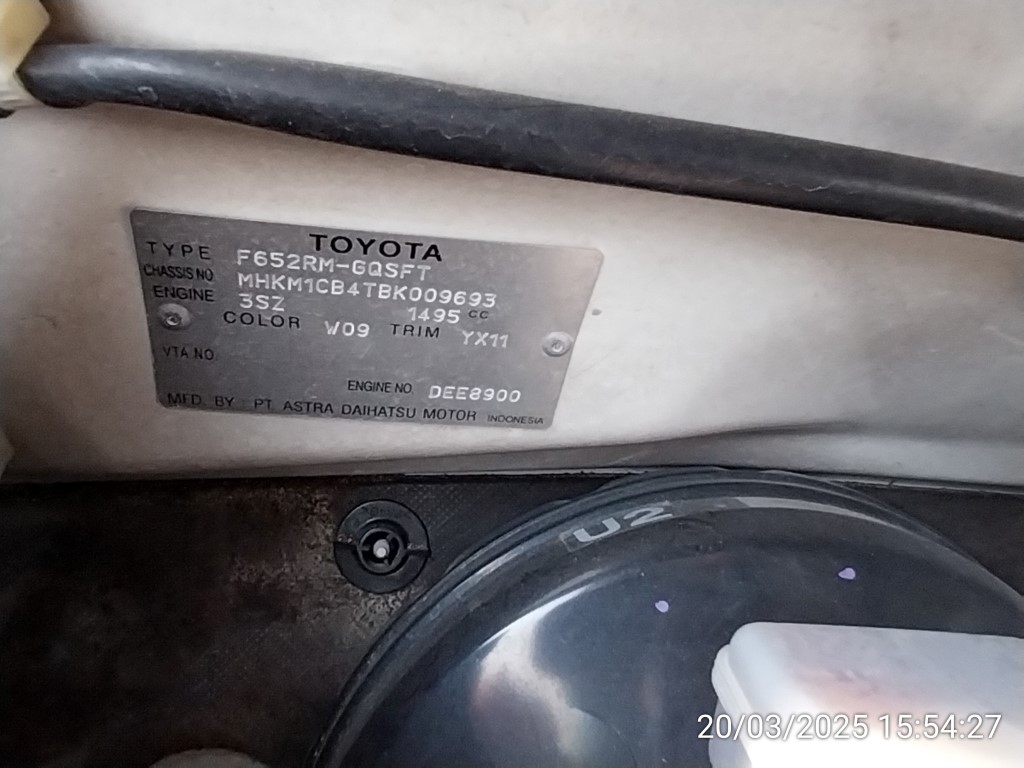 TOYOTA
TYPE F652RM-GQSFT
CHASSIS NO. MHKM1CB4TBK009693
ENGINE 3SZ 1495 CC
COLOR W09 TRIM YX11
VTA NO.
ENGINE NO. DEE8900
MFD. BY : PT. ASTRA DAIHATSU MOTOR INDONESIA
U2
20/03/2025 15:54:27